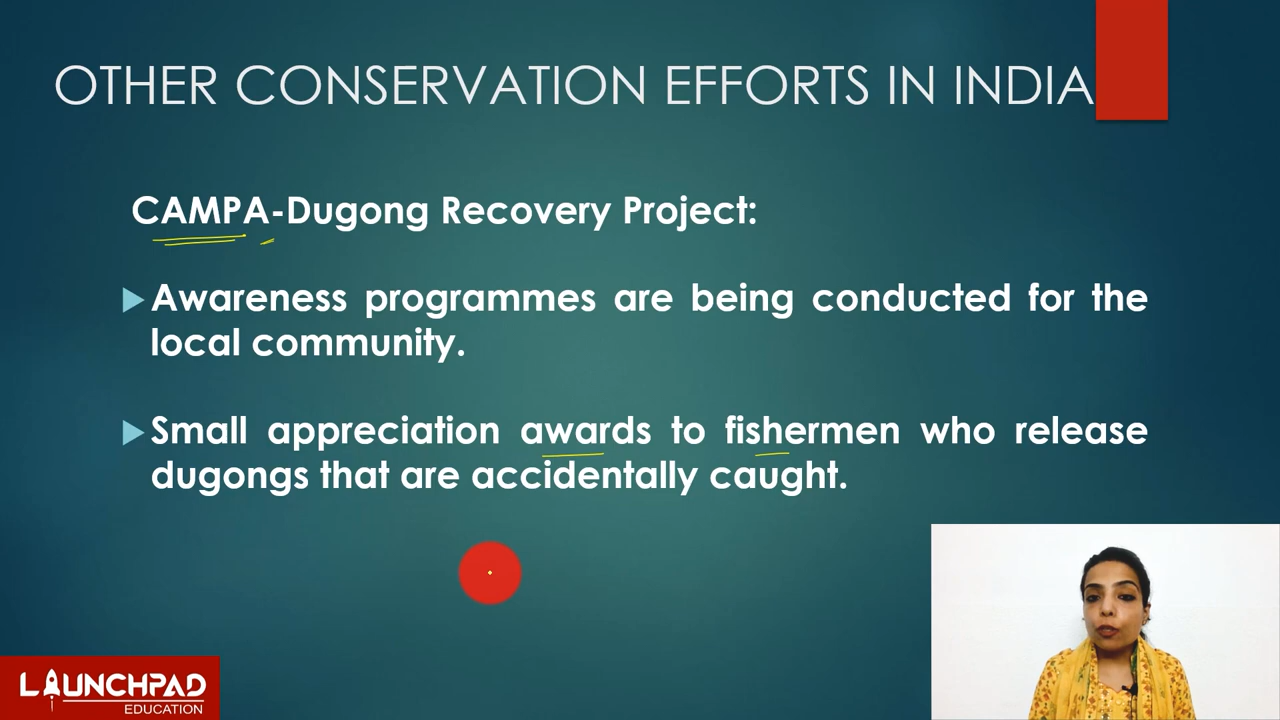 OTHER CONSERVATION EFFORTS IN INDIA
CAMPA-Dugong Recovery Project:
Awareness programmes are being conducted for the
local community.
Small appreciation awards to fishermen who release
dugongs that are accidentally caught.
LAUNCHPAD
EDUCATION